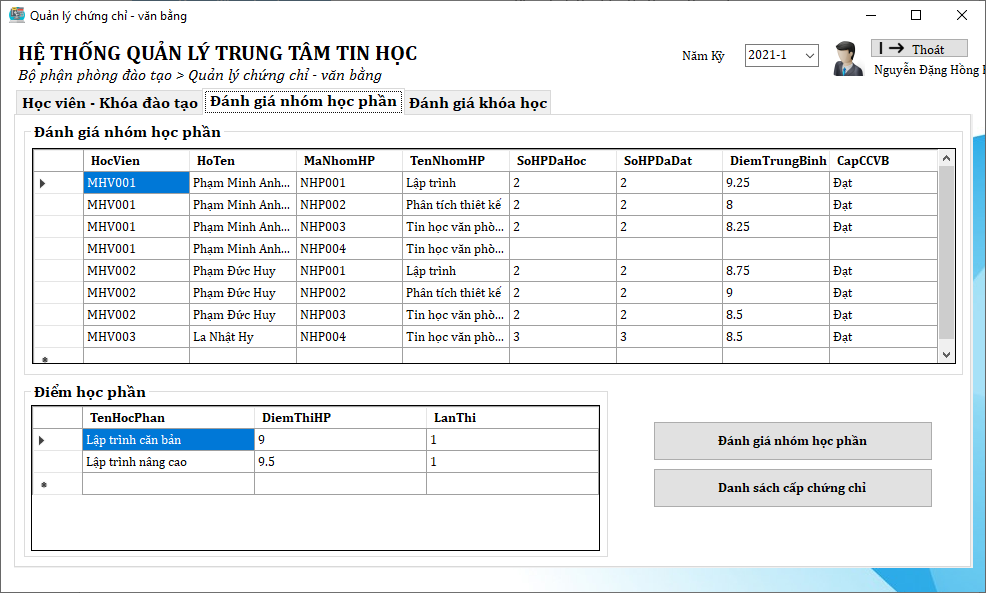 Quản lý chứng chỉ - văn bằng
HỆ THỐNG QUẢN LÝ TRUNG TÂM TIN HỌC
Bộ phận phòng đào tạo > Quản lý chứng chỉ - văn bằng
Năm Kỳ 2021-1 Thoát
Nguyễn Đặng Hồng
Học viên - Khóa đào tạo Đánh giá nhóm học phần Đánh giá khóa học
Đánh giá nhóm học phần
HocVien HoTen MaNhomHP TenNhomHP SoHPDaHoc SoHPDaDat DiemTrungBinh CapCCVB
MHV001 Phạm Minh Anh... NHP001 Lập trình 2 2 9.25 Đạt
MHV001 Phạm Minh Anh... NHP002 Phân tích thiết kế 2 2 8 Đạt
MHV001 Phạm Minh Anh... NHP003 Tin học văn phò... 2 2 8.25 Đạt
MHV001 Phạm Minh Anh... NHP004 Tin học văn phò...
MHV002 Phạm Đức Huy NHP001 Lập trình 2 2 8.75 Đạt
MHV002 Phạm Đức Huy NHP002 Phân tích thiết kế 2 2 9 Đạt
MHV002 Phạm Đức Huy NHP003 Tin học văn phò... 2 2 8.5 Đạt
MHV003 La Nhật Hy NHP004 Tin học văn phò... 3 3 8.5 Đạt
Điểm học phần
TenHocPhan DiemThiHP LanThi
Lập trình căn bản 9 1
Lập trình nâng cao 9.5 1
Đánh giá nhóm học phần
Danh sách cấp chứng chỉ